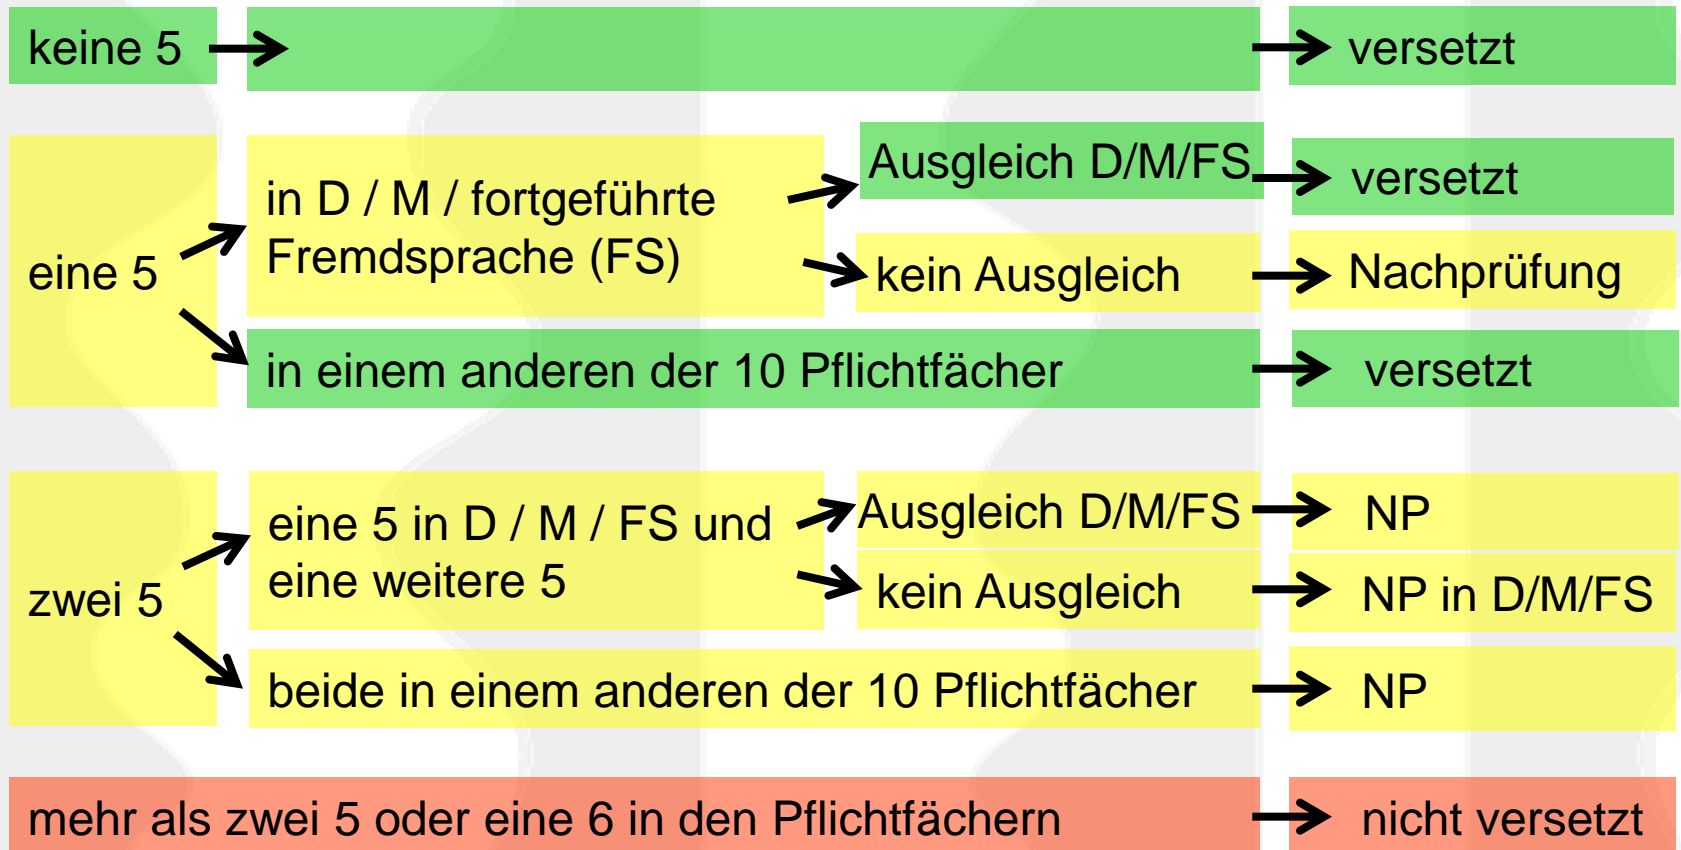 keine 5
versetzt
eine 5
in D / M / fortgeführte
Fremdsprache (FS)
Ausgleich D/M/FS
versetzt
kein Ausgleich
Nachprüfung
in einem anderen der 10 Pflichtfächer
versetzt
zwei 5
eine 5 in D / M / FS und
eine weitere 5
Ausgleich D/M/FS
NP
kein Ausgleich
NP in D/M/FS
beide in einem anderen der 10 Pflichtfächer
NP
mehr als zwei 5 oder eine 6 in den Pflichtfächern
nicht versetzt